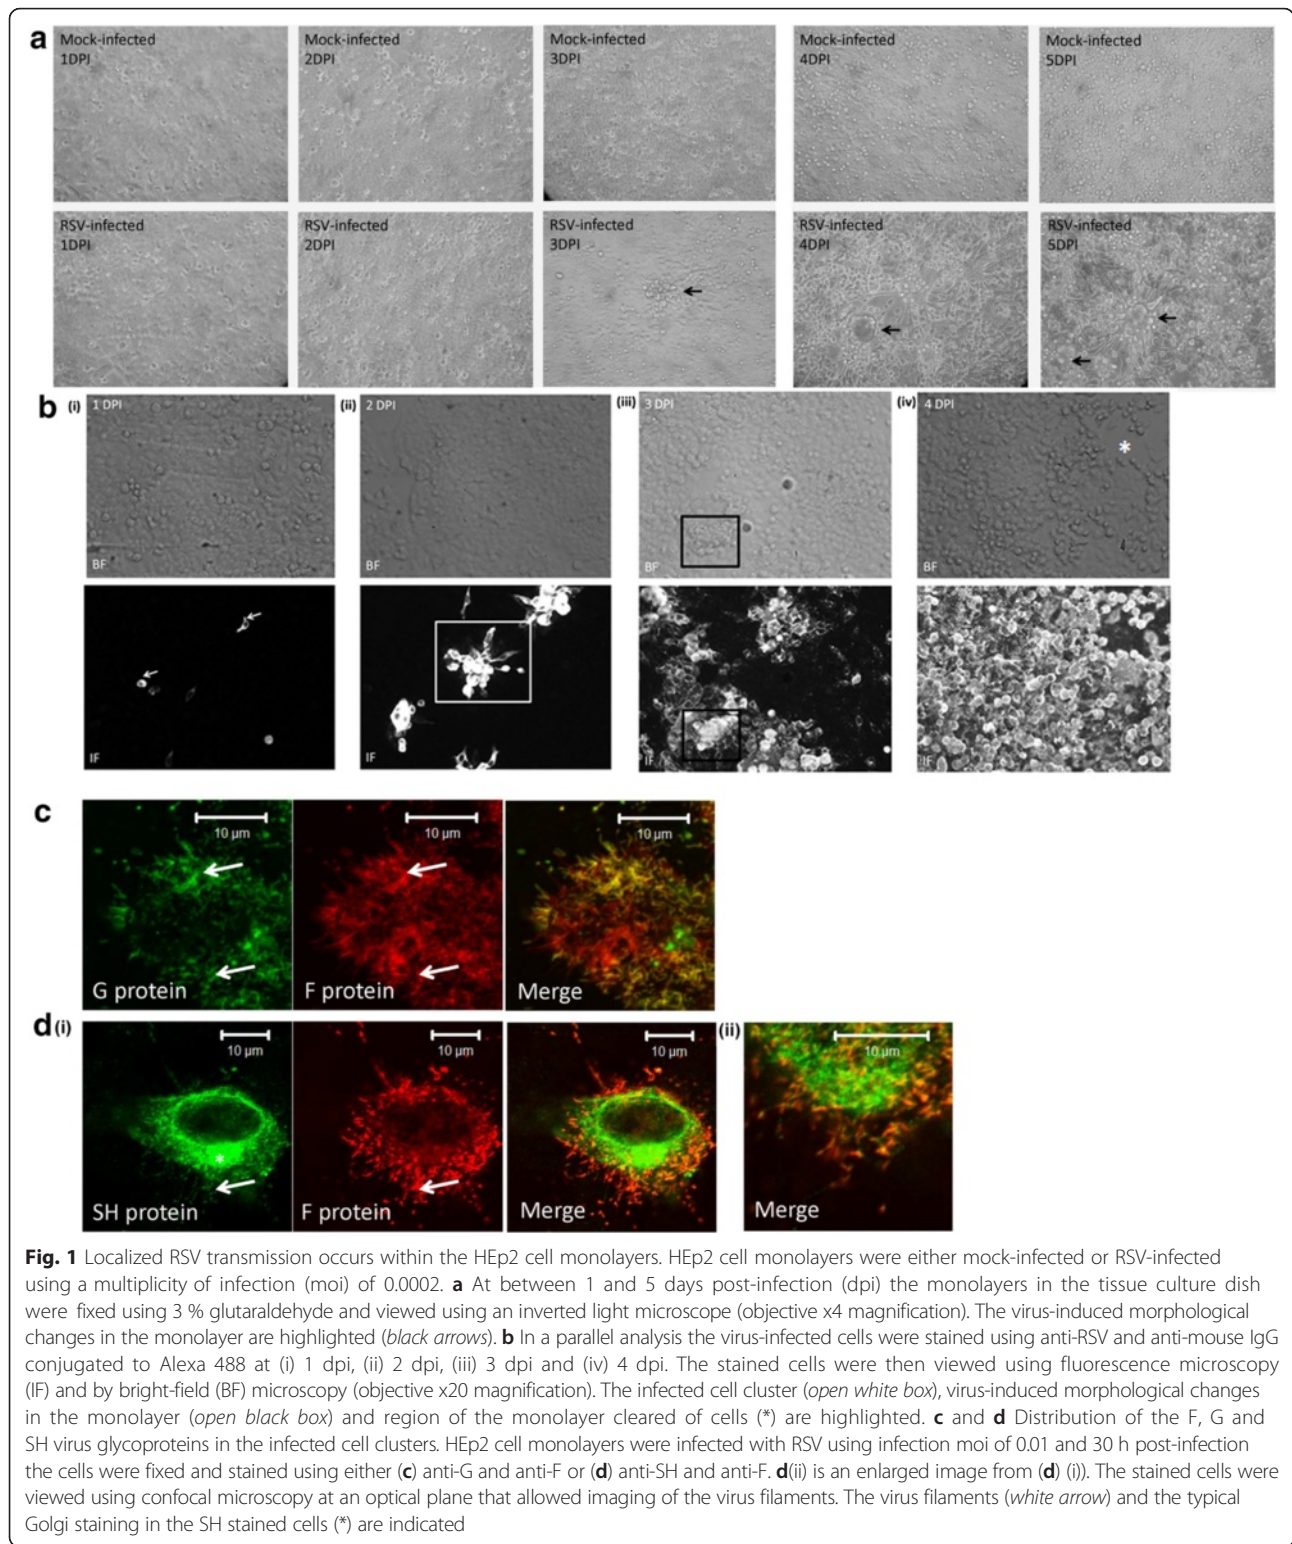 a
Mock-infected
1DPI
Mock-infected
2DPI
Mock-infected
3DPI
Mock-infected
4DPI
Mock-infected
5DPI
RSV-infected
1DPI
RSV-infected
2DPI
RSV-infected
3DPI
RSV-infected
4DPI
RSV-infected
5DPI
b
(i)
1 DPI
BF
(ii)
2 DPI
BF
(iii)
3 DPI
BF
(iv)
4 DPI
*
BF
IF
IF
IF
IF
c
10 µm
G protein
10 µm
F protein
10 µm
Merge
d(i)
10 µm
*
SH protein
10 µm
F protein
10 µm
Merge
(ii)
10 µm
Merge
Fig. 1 Localized RSV transmission occurs within the HEp2 cell monolayers. HEp2 cell monolayers were either mock-infected or RSV-infected
using a multiplicity of infection (moi) of 0.0002. a At between 1 and 5 days post-infection (dpi) the monolayers in the tissue culture dish
were fixed using 3 % glutaraldehyde and viewed using an inverted light microscope (objective x4 magnification). The virus-induced morphological
changes in the monolayer are highlighted (black arrows). b In a parallel analysis the virus-infected cells were stained using anti-RSV and anti-mouse IgG
conjugated to Alexa 488 at (i) 1 dpi, (ii) 2 dpi, (iii) 3 dpi and (iv) 4 dpi. The stained cells were then viewed using fluorescence microscopy
(IF) and by bright-field (BF) microscopy (objective x20 magnification). The infected cell cluster (open white box), virus-induced morphological changes
in the monolayer (open black box) and region of the monolayer cleared of cells (*) are highlighted. c and d Distribution of the F, G and
SH virus glycoproteins in the infected cell clusters. HEp2 cell monolayers were infected with RSV using infection moi of 0.01 and 30 h post-infection
the cells were fixed and stained using either (c) anti-G and anti-F or (d) anti-SH and anti-F. d(ii) is an enlarged image from (d) (i)). The stained cells were
viewed using confocal microscopy at an optical plane that allowed imaging of the virus filaments. The virus filaments (white arrow) and the typical
Golgi staining in the SH stained cells (*) are indicated